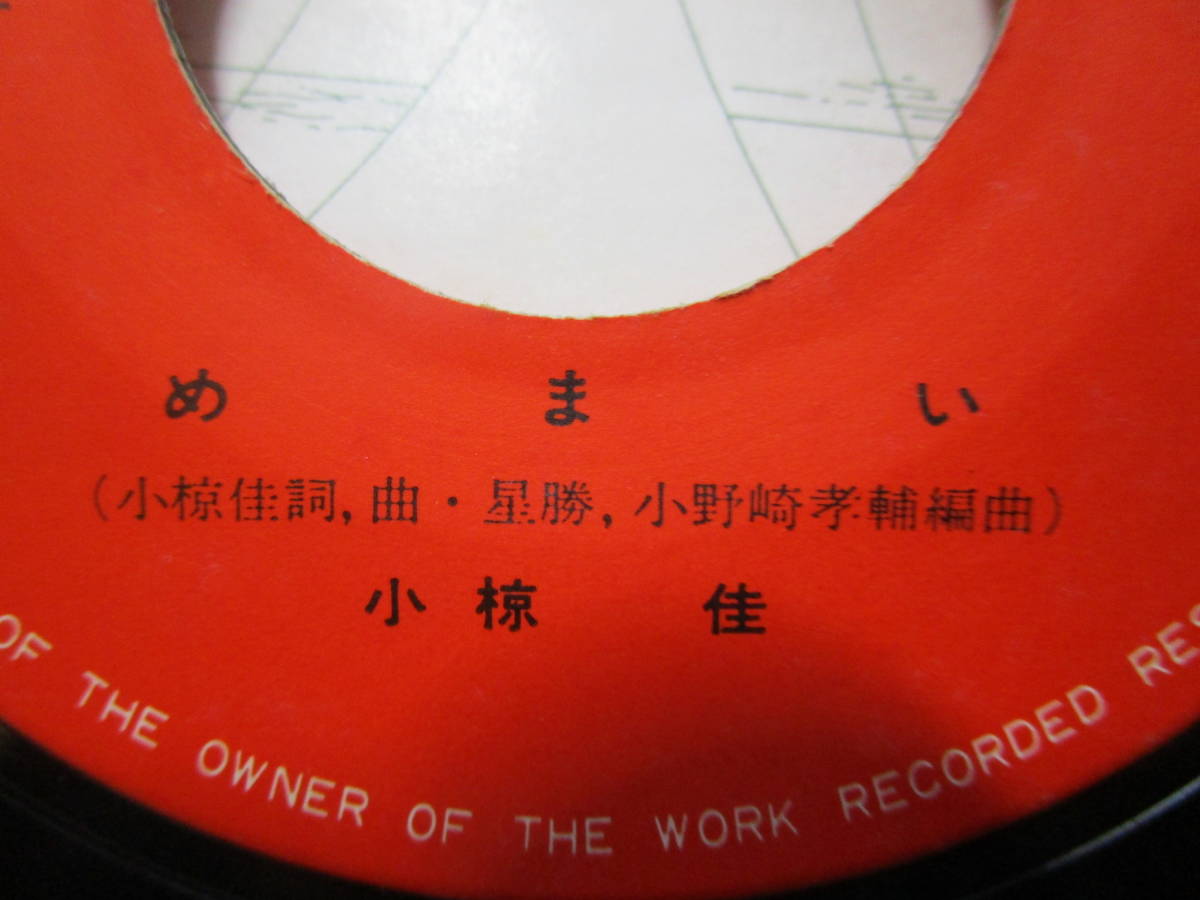 めまい
(小椋佳詞,曲・星勝,小野崎孝輔編曲)
小椋 佳
OF THE OWNER OF THE WORK RECORDED RES